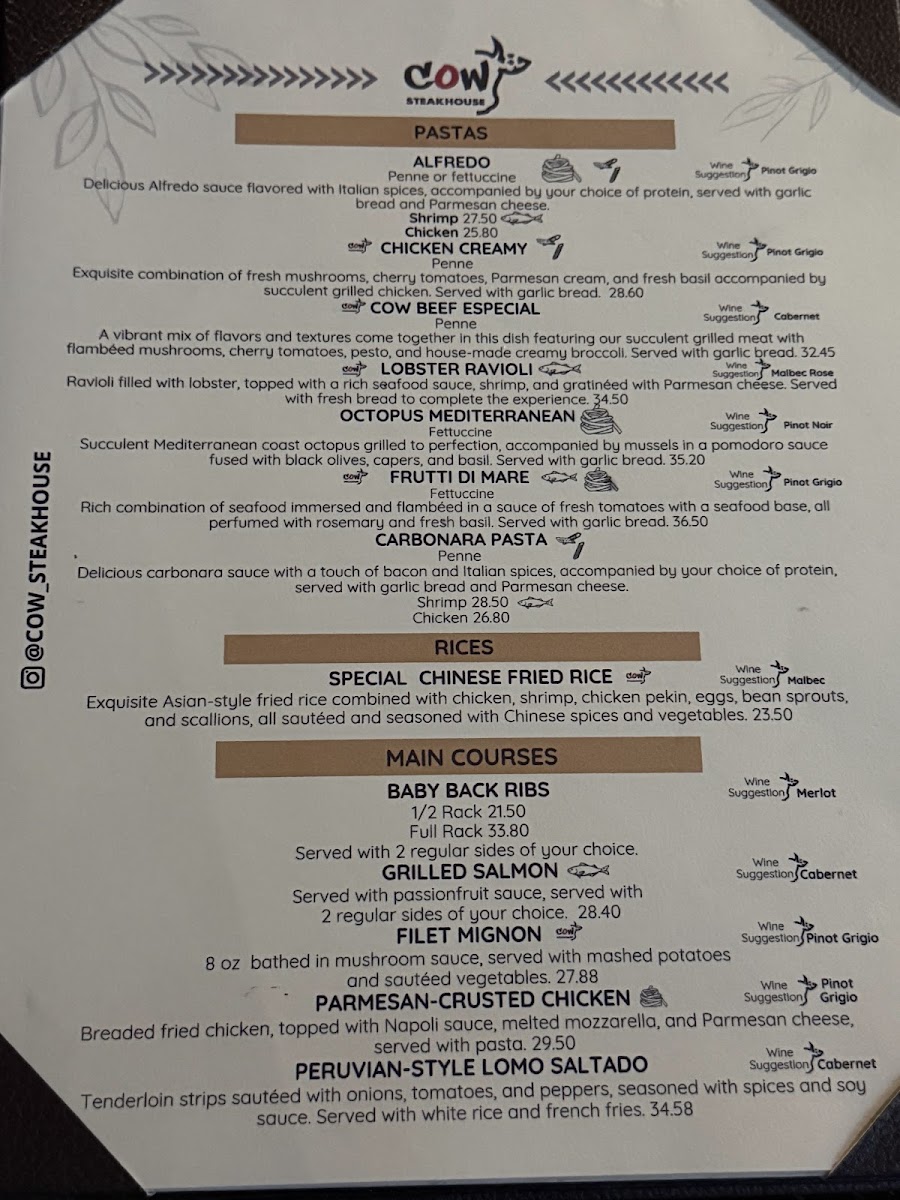 COW
STEAKHOUSE
PASTAS
ALFREDO
Penne or fettuccine
Wine Suggestion Pinot Grigio
Delicious Alfredo sauce flavored with Italian spices, accompanied by your choice of protein, served with garlic
bread and Parmesan cheese.
Shrimp 27.50
Chicken 25.80
COW CHICKEN CREAMY
Wine Suggestion Pinot Grigio
Penne
Exquisite combination of fresh mushrooms, cherry tomatoes, Parmesan cream, and fresh basil accompanied by
succulent grilled chicken. Served with garlic bread. 28.60
COW COW BEEF ESPECIAL
Wine Suggestion Cabernet
Penne
A vibrant mix of flavors and textures come together in this dish featuring our succulent grilled meat with
flambéed mushrooms, cherry tomatoes, pesto, and house-made creamy broccoli. Served with garlic bread. 32.45
COW LOBSTER RAVIOLI
Wine Suggestion Malbec Rose
Ravioli filled with lobster, topped with a rich seafood sauce, shrimp, and gratinéed with Parmesan cheese. Served
with fresh bread to complete the experience. 34.50
OCTOPUS MEDITERRANEAN
Wine Suggestion Pinot Noir
Fettuccine
Succulent Mediterranean coast octopus grilled to perfection, accompanied by mussels in a pomodoro sauce
fused with black olives, capers, and basil. Served with garlic bread. 35.20
COW FRUTTI DI MARE
Wine Suggestion Pinot Grigio
Fettuccine
Rich combination of seafood immersed and flambéed in a sauce of fresh tomatoes with a seafood base, all
perfumed with rosemary and fresh basil. Served with garlic bread. 36.50
CARBONARA PASTA
Penne
Delicious carbonara sauce with a touch of bacon and Italian spices, accompanied by your choice of protein,
served with garlic bread and Parmesan cheese.
Shrimp 28.50
Chicken 26.80
@COW_STEAKHOUSE
RICES
SPECIAL CHINESE FRIED RICE COW
Wine Suggestion Malbec
Exquisite Asian-style fried rice combined with chicken, shrimp, chicken pekin, eggs, bean sprouts,
and scallions, all sautéed and seasoned with Chinese spices and vegetables. 23.50
MAIN COURSES
BABY BACK RIBS
Wine Suggestion Merlot
1/2 Rack 21.50
Full Rack 33.80
Served with 2 regular sides of your choice.
GRILLED SALMON
Wine Suggestion Cabernet
Served with passionfruit sauce, served with
2 regular sides of your choice. 28.40
FILET MIGNON COW
Wine Suggestion Pinot Grigio
8 oz bathed in mushroom sauce, served with mashed potatoes
and sautéed vegetables. 27.88
PARMESAN-CRUSTED CHICKEN
Wine Suggestion Pinot Grigio
Breaded fried chicken, topped with Napoli sauce, melted mozzarella, and Parmesan cheese,
served with pasta. 29.50
PERUVIAN-STYLE LOMO SALTADO
Wine Suggestion Cabernet
Tenderloin strips sautéed with onions, tomatoes, and peppers, seasoned with spices and soy
sauce. Served with white rice and french fries. 34.58